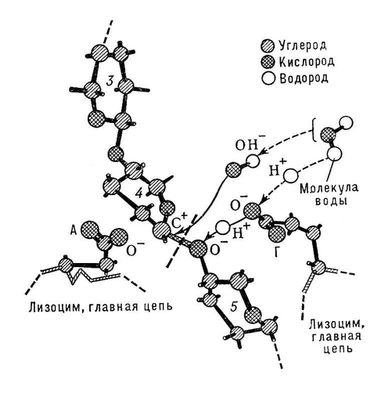 Углерод
Кислород
Водород
3
OH⁻
H⁺
Молекула
воды
4
C⁺
O⁻
H⁺
А
O⁻
O⁻
Г
Лизоцим, главная цепь
5
Лизоцим,
главная
цепь